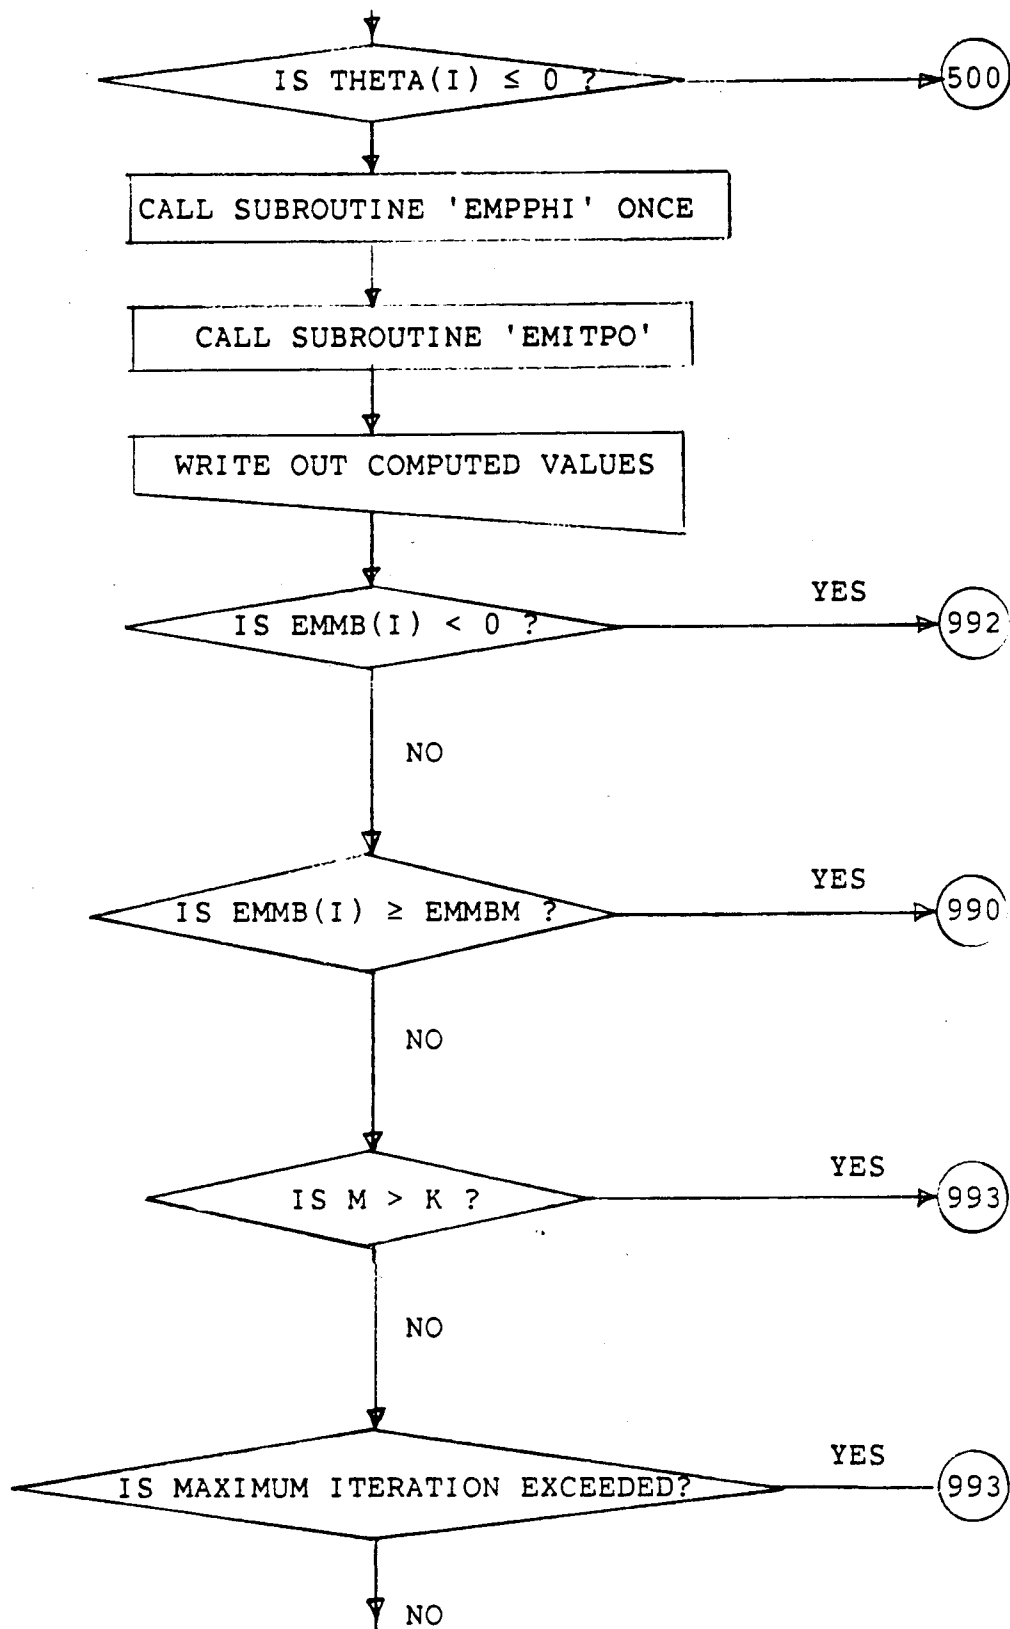 IS THETA(I) ≤ 0 ?
500
CALL SUBROUTINE 'EMPPHI' ONCE
CALL SUBROUTINE 'EMITPO'
WRITE OUT COMPUTED VALUES
YES
IS EMMB(I) < 0 ?
992
NO
YES
IS EMMB(I) ≥ EMMBM ?
990
NO
YES
IS M > K ?
993
NO
YES
IS MAXIMUM ITERATION EXCEEDED?
993
NO